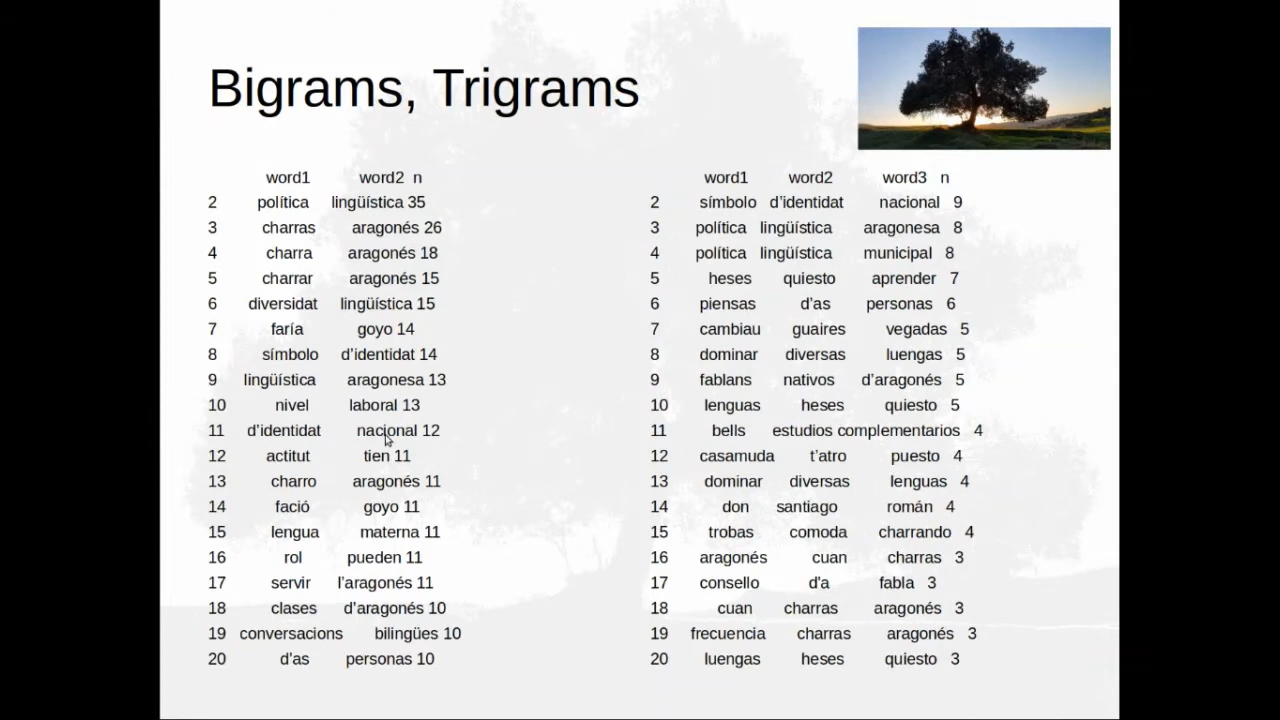 Bigrams, Trigrams
word1 word2 n
2 política lingüística 35
3 charras aragonés 26
4 charra aragonés 18
5 charrar aragonés 15
6 diversidat lingüística 15
7 faría goyo 14
8 símbolo d’identidat 14
9 lingüística aragonesa 13
10 nivel laboral 13
11 d’identidat nacional 12
12 actitut tien 11
13 charro aragonés 11
14 fació goyo 11
15 lengua materna 11
16 rol pueden 11
17 servir l’aragonés 11
18 clases d’aragonés 10
19 conversacions bilingües 10
20 d’as personas 10
word1 word2 word3 n
2 símbolo d’identidat nacional 9
3 política lingüística aragonesa 8
4 política lingüística municipal 8
5 heses quiesto aprender 7
6 piensas d’as personas 6
7 cambiau guaires vegadas 5
8 dominar diversas luengas 5
9 fablans nativos d’aragonés 5
10 lenguas heses quiesto 5
11 bells estudios complementarios 4
12 casamuda t’atro puesto 4
13 dominar diversas lenguas 4
14 don santiago román 4
15 trobas comoda charrando 4
16 aragonés cuan charras 3
17 consello d'a fabla 3
18 cuan charras aragonés 3
19 frecuencia charras aragonés 3
20 luengas heses quiesto 3